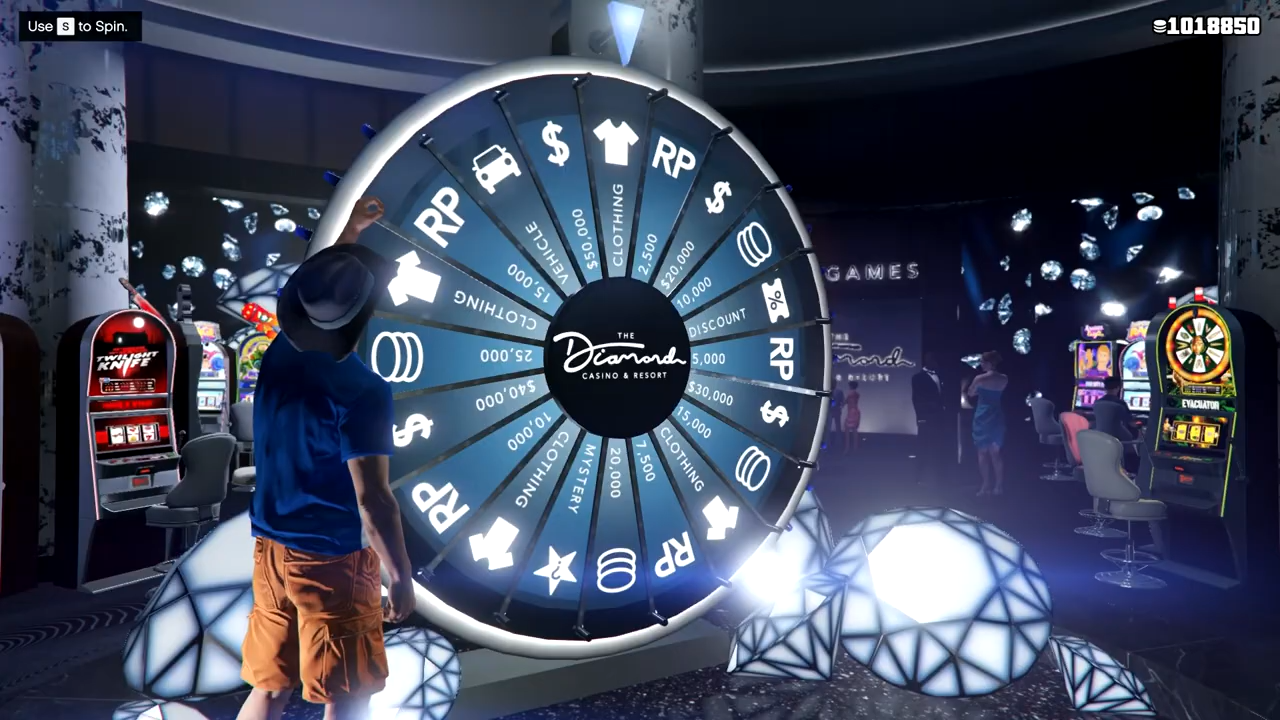 Use S to Spin.
1018850
$
RP
$
RP
CLOTHING
$50,000
2,500
VEHICLE
$20,000
15,000
10,000
CLOTHING
DISCOUNT
%
RP
25,000
5,000
$40,000
$30,000
$
$
10,000
15,000
CLOTHING
CLOTHING
MYSTERY
20,000
7,500
RP
RP
?
THE
Diamond
CASINO & RESORT
GAMES
TWILIGHT
KNIFE
EVACUATOR